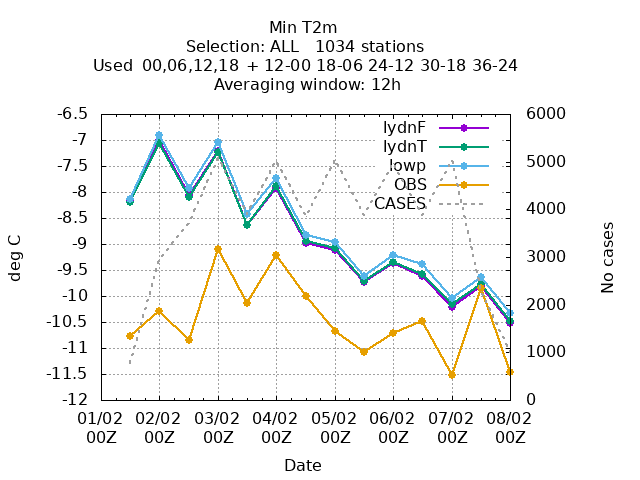 Min T2m
Selection: ALL   1034 stations
Used  00,06,12,18  + 12-00 18-06 24-12 30-18 36-24
Averaging window: 12h
-6.5
-7
-7.5
-8
-8.5
-9
-9.5
-10
-10.5
-11
-11.5
-12
deg C
6000
5000
4000
3000
2000
1000
0
No cases
lydnF
lydnT
lowp
OBS
CASES
01/02 02/02 03/02 04/02 05/02 06/02 07/02 08/02
00Z 00Z 00Z 00Z 00Z 00Z 00Z 00Z
Date